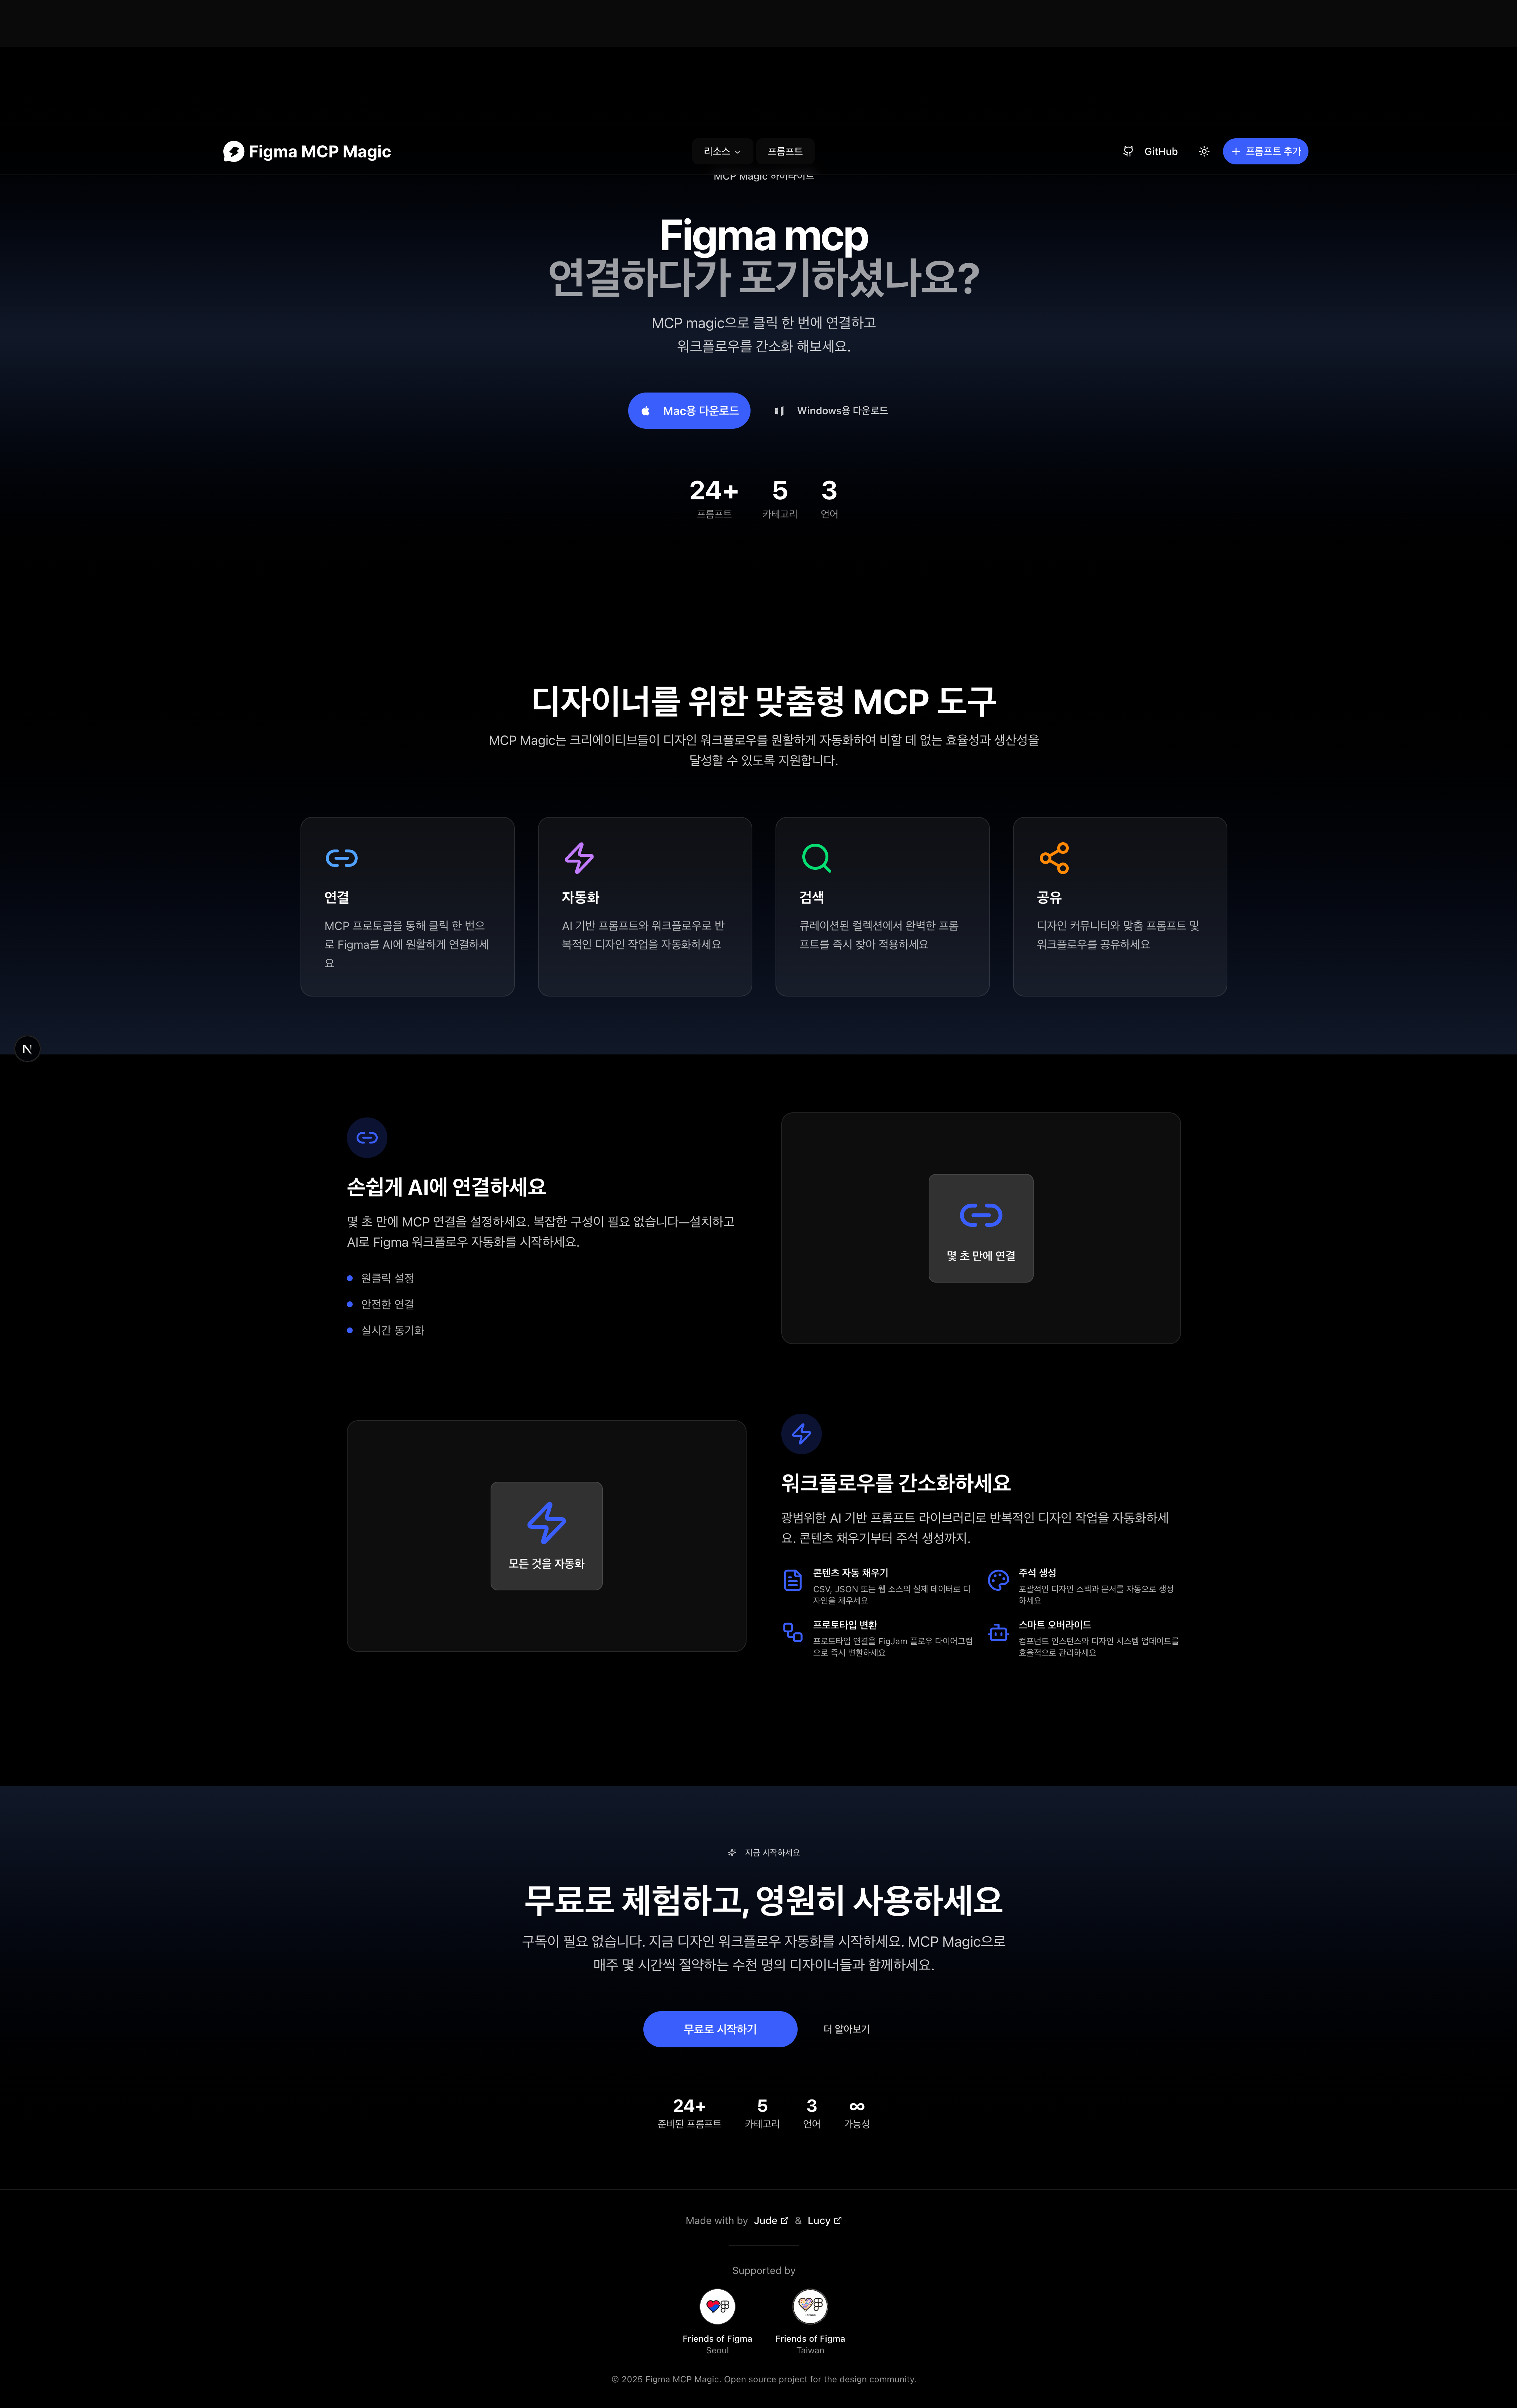 Figma MCP Magic
리소스
프롬프트
GitHub
프롬프트 추가
MCP Magic 하이라이트
Figma mcp
연결하다가 포기하셨나요?
MCP magic으로 클릭 한 번에 연결하고
워크플로우를 간소화 해보세요.
Mac용 다운로드
Windows용 다운로드
24+
프롬프트
5
카테고리
3
언어
디자이너를 위한 맞춤형 MCP 도구
MCP Magic는 크리에이티브들이 디자인 워크플로우를 원활하게 자동화하여 비할 데 없는 효율성과 생산성을
달성할 수 있도록 지원합니다.
연결
MCP 프로토콜을 통해 클릭 한 번으
로 Figma를 AI에 원활하게 연결하세
요
자동화
AI 기반 프롬프트와 워크플로우로 반
복적인 디자인 작업을 자동화하세요
검색
큐레이션된 컬렉션에서 완벽한 프롬
프트를 즉시 찾아 적용하세요
공유
디자인 커뮤니티와 맞춤 프롬프트 및
워크플로우를 공유하세요
N
손쉽게 AI에 연결하세요
몇 초 만에 MCP 연결을 설정하세요. 복잡한 구성이 필요 없습니다—설치하고
AI로 Figma 워크플로우 자동화를 시작하세요.
원클릭 설정
안전한 연결
실시간 동기화
몇 초 만에 연결
모든 것을 자동화
워크플로우를 간소화하세요
광범위한 AI 기반 프롬프트 라이브러리로 반복적인 디자인 작업을 자동화하세
요. 콘텐츠 채우기부터 주석 생성까지.
콘텐츠 자동 채우기
CSV, JSON 또는 웹 소스의 실제 데이터로 디
자인을 채우세요
주석 생성
포괄적인 디자인 스펙과 문서를 자동으로 생성
하세요
프로토타입 변환
프로토타입 연결을 FigJam 플로우 다이어그램
으로 즉시 변환하세요
스마트 오버라이드
컴포넌트 인스턴스와 디자인 시스템 업데이트를
효율적으로 관리하세요
지금 시작하세요
무료로 체험하고, 영원히 사용하세요
구독이 필요 없습니다. 지금 디자인 워크플로우 자동화를 시작하세요. MCP Magic으로
매주 몇 시간씩 절약하는 수천 명의 디자이너들과 함께하세요.
무료로 시작하기
더 알아보기
24+
준비된 프롬프트
5
카테고리
3
언어
∞
가능성
Made with by Jude & Lucy
Supported by
Friends of Figma
Seoul
Friends of Figma
Taiwan
© 2025 Figma MCP Magic. Open source project for the design community.